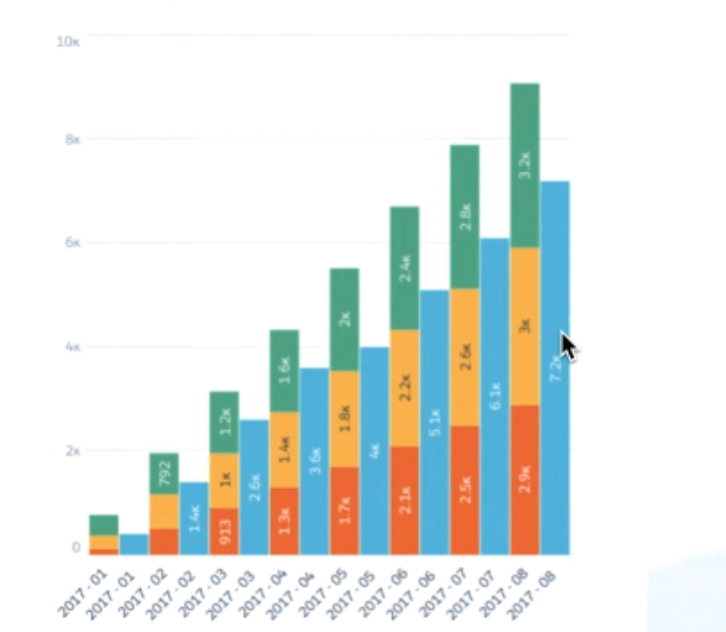 10K
8K
6K
4K
2K
0
792
1.4K
1.2K
1K
913
2.6K
1.6K
1.4K
1.3K
3.6K
2K
1.8K
1.7K
4K
2.4K
2.2K
2.1K
5.1K
2.8K
2.6K
2.5K
6.1K
3.2K
3K
2.9K
7.2K
2017 - 01
2017 - 01
2017 - 02
2017 - 02
2017 - 03
2017 - 03
2017 - 04
2017 - 04
2017 - 05
2017 - 05
2017 - 06
2017 - 06
2017 - 07
2017 - 07
2017 - 08
2017 - 08